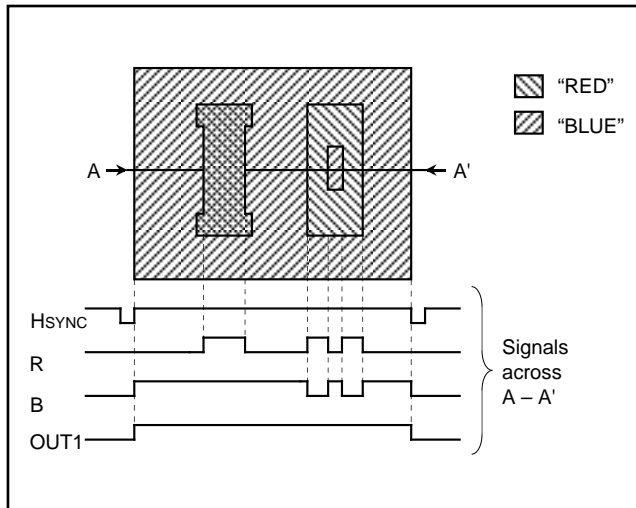 “RED”
“BLUE”
A
A'
HSYNC
R
B
OUT1
Signals
across
A – A'